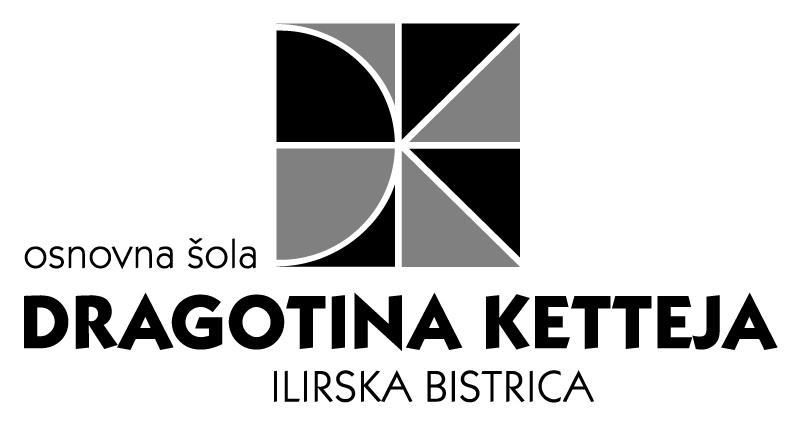 osnovna šola
DRAGOTINA KETTEJA
ILIRSKA BISTRICA